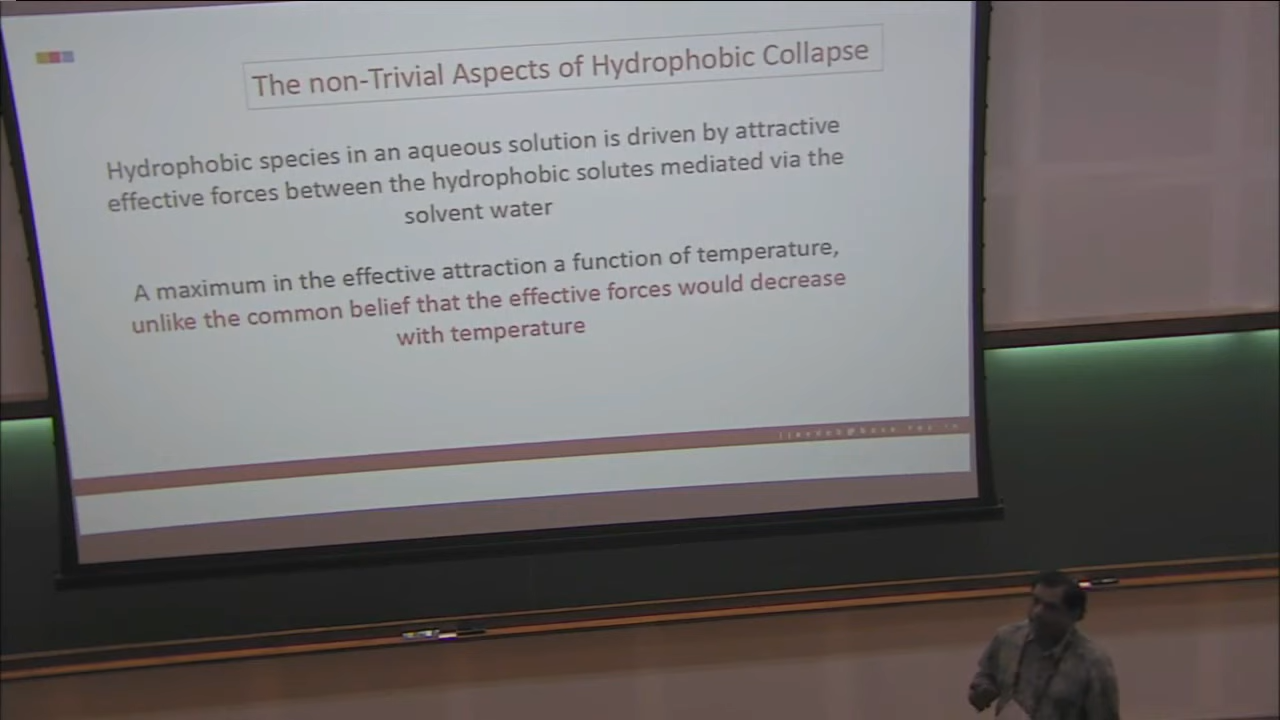 The non-Trivial Aspects of Hydrophobic Collapse
Hydrophobic species in an aqueous solution is driven by attractive
effective forces between the hydrophobic solutes mediated via the
solvent water
A maximum in the effective attraction a function of temperature,
unlike the common belief that the effective forces would decrease
with temperature